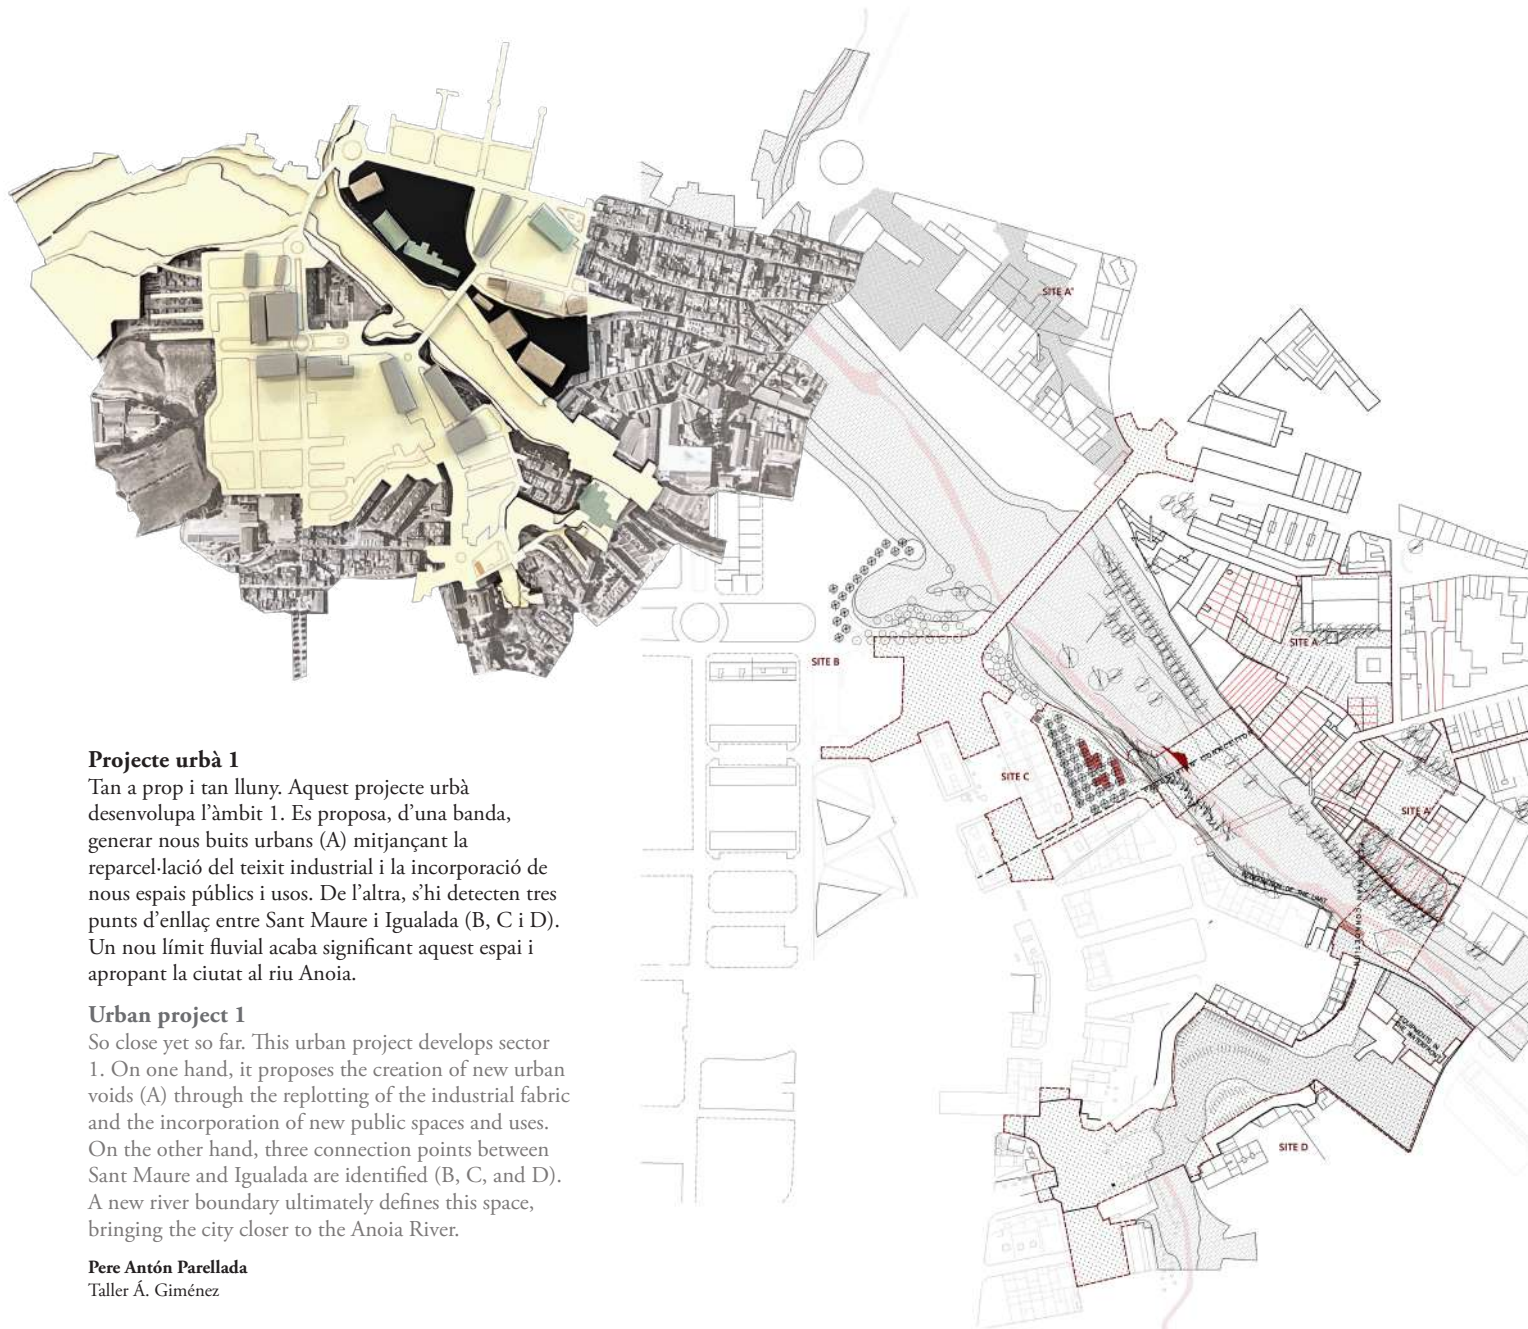 SITE A"
SITE A
SITE B
SITE C
SITE A'
EQUIPMENTS IN
THE WATERFRONT
SITE D
Projecte urbà 1
Tan a prop i tan lluny. Aquest projecte urbà
desenvolupa l'àmbit 1. Es proposa, d'una banda,
generar nous buits urbans (A) mitjançant la
reparcel·lació del teixit industrial i la incorporació de
nous espais públics i usos. De l'altra, s'hi detecten tres
punts d'enllaç entre Sant Maure i Igualada (B, C i D).
Un nou límit fluvial acaba significant aquest espai i
apropant la ciutat al riu Anoia.
Urban project 1
So close yet so far. This urban project develops sector
1. On one hand, it proposes the creation of new urban
voids (A) through the replotting of the industrial fabric
and the incorporation of new public spaces and uses.
On the other hand, three connection points between
Sant Maure and Igualada are identified (B, C, and D).
A new river boundary ultimately defines this space,
bringing the city closer to the Anoia River.
Pere Antón Parellada
Taller Á. Giménez